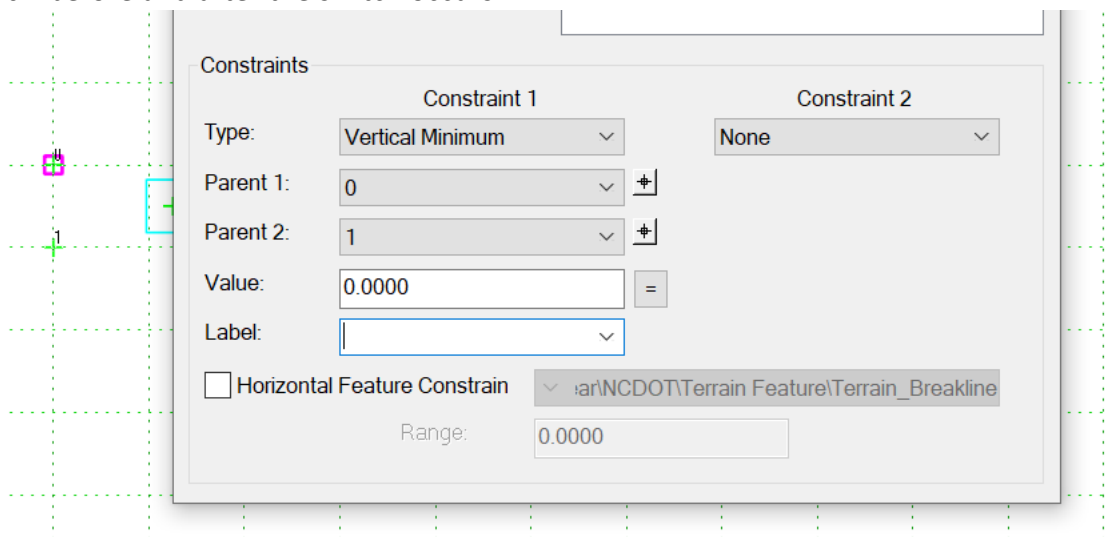 Constraints
Constraint 1 Constraint 2
Type: Vertical Minimum None
Parent 1: 0
1 Parent 2: 1
Value: 0.0000 =
Label:
Horizontal Feature Constrain ear\NCDOT\Terrain Feature\Terrain_Breakline
Range: 0.0000